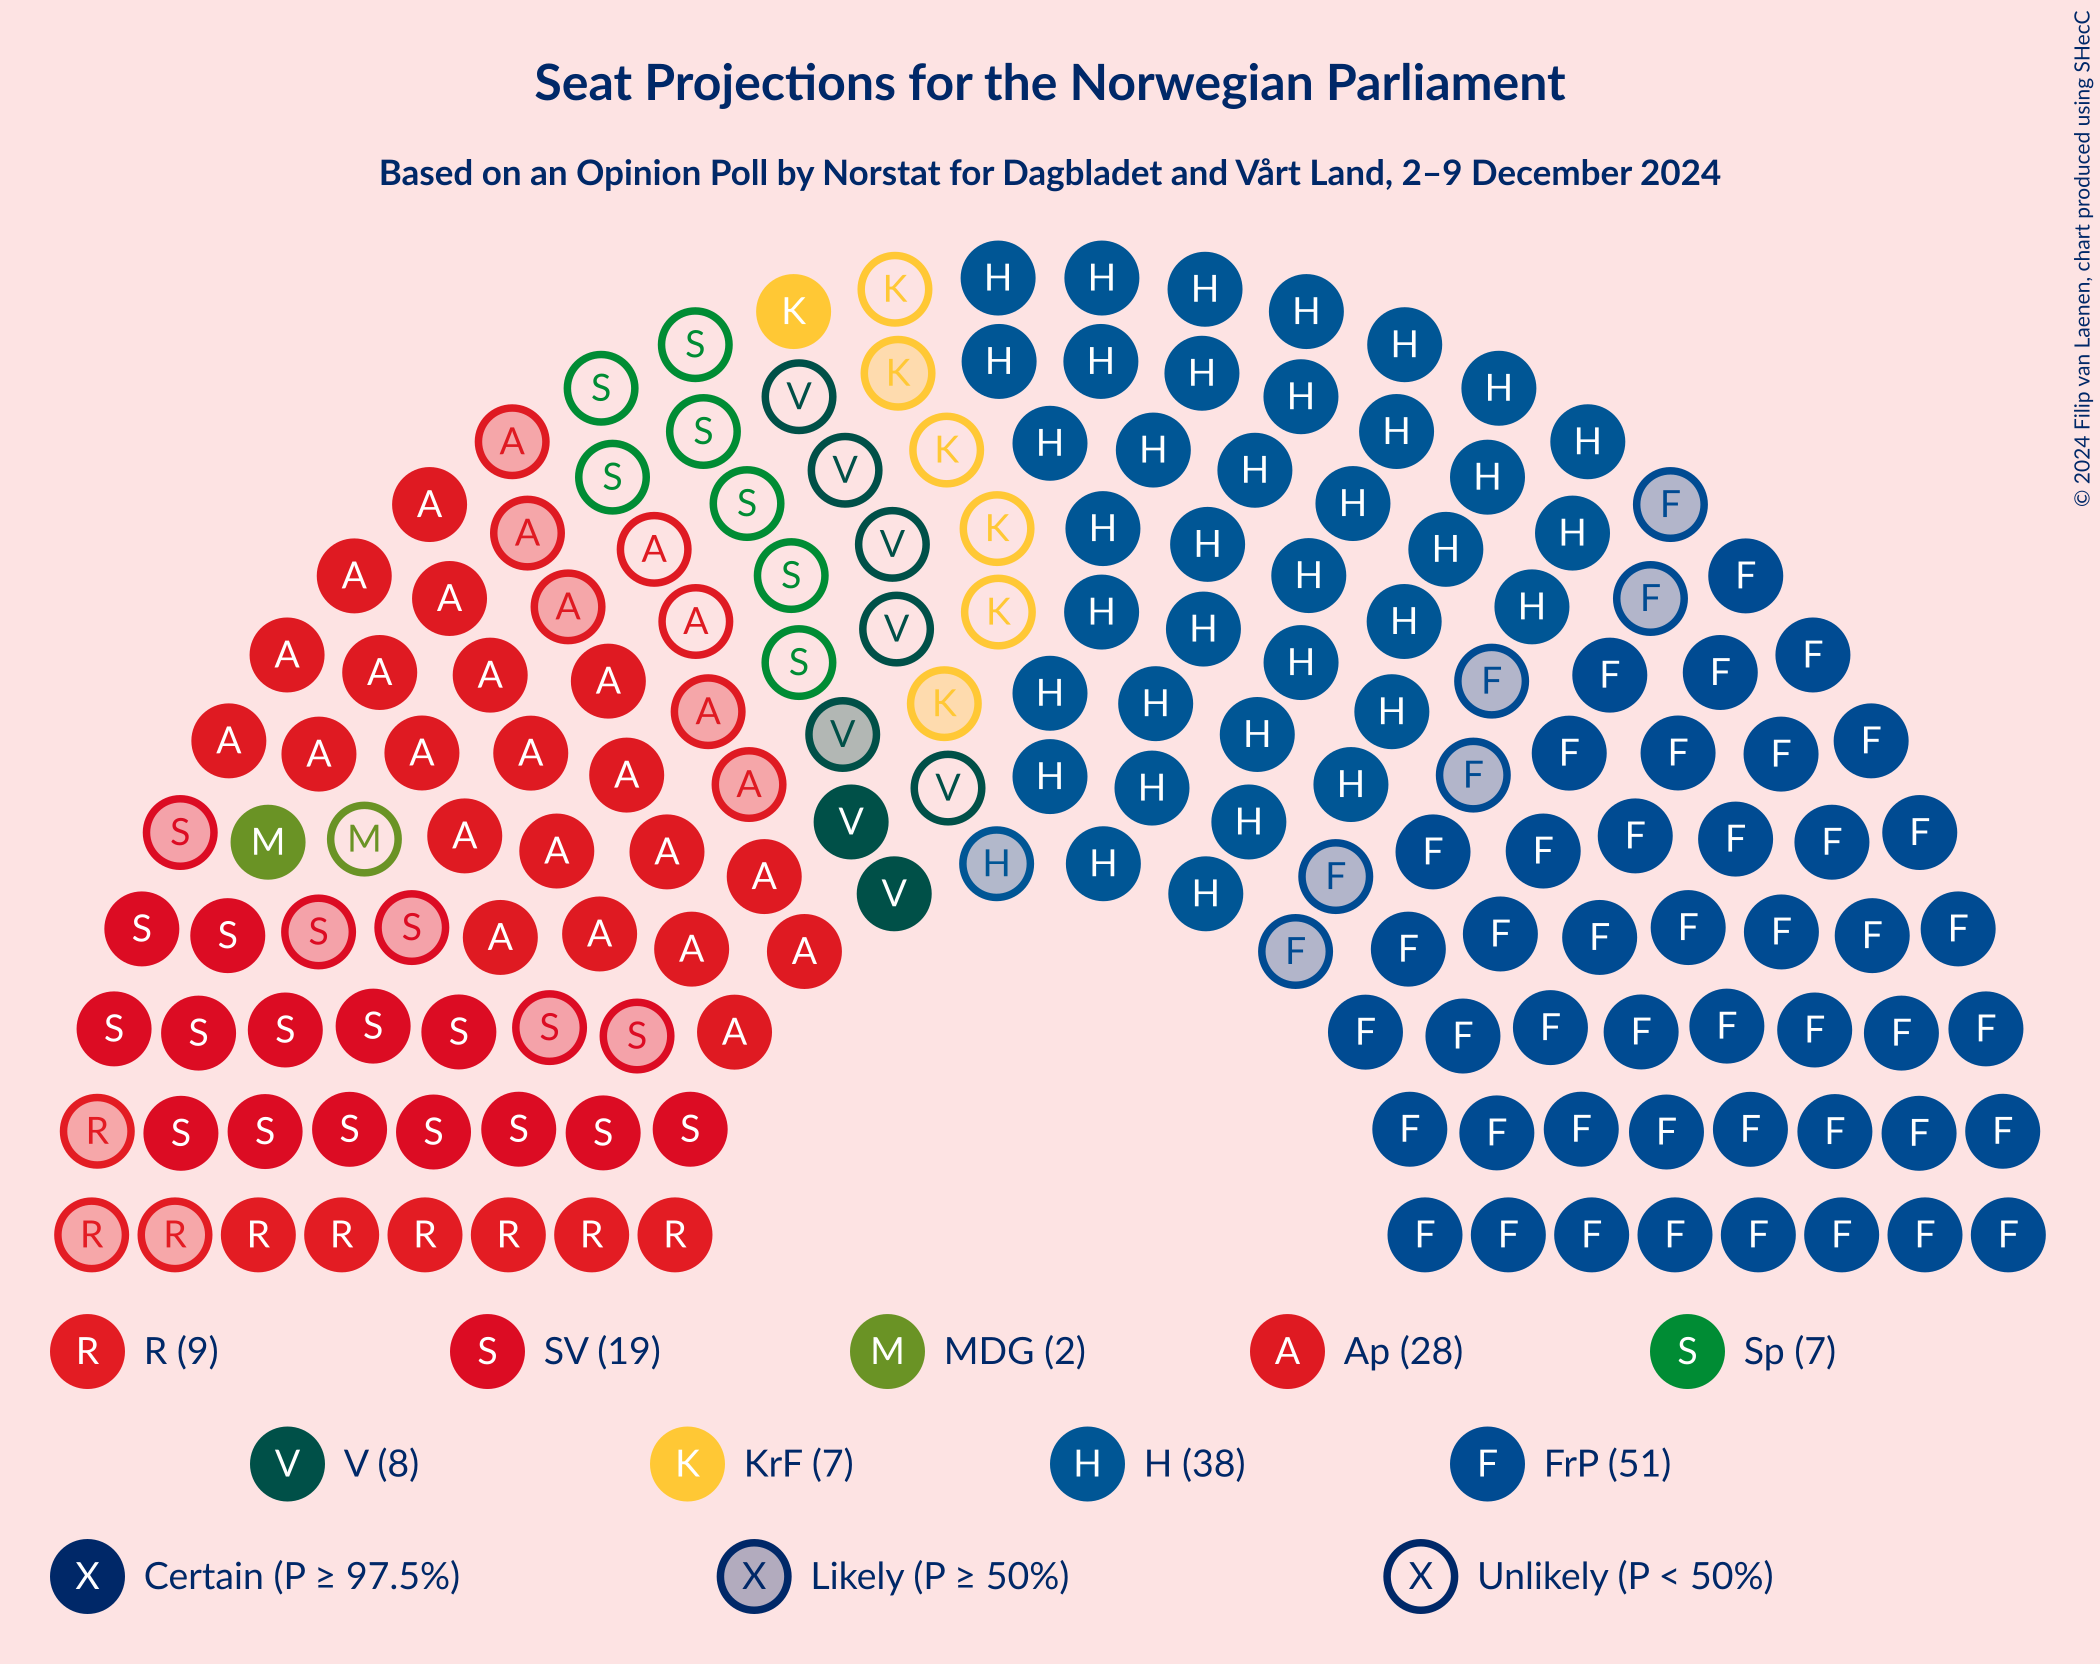 Seat Projections for the Norwegian Parliament
Based on an Opinion Poll by Norstat for Dagbladet and Vårt Land, 2–9 December 2024
© 2024 Filip van Laenen, chart produced using SHecC
K H H H H
S K H H
S V K H H H H H
A S V H H H
A S V K H H H H F
A A S V K H H H H H F F
A A S V K H H H H H F F
A A A A A S V K H H H H F F F F
A A A A A A V V H H H H F F F F F
S M M A A A A V H F F F F F F
S S S S A A A A V H H H F F F F F F F F F
S S S S S S S A F F F F F F F F
R S S S S S S S F F F F F F F F
R R R R R R R R F F F F F F F F
R R (9) S SV (19) M MDG (2) A Ap (28) S Sp (7)
V V (8) K KrF (7) H H (38) F FrP (51)
X Certain (P ≥ 97.5%) X Likely (P ≥ 50%) X Unlikely (P < 50%)